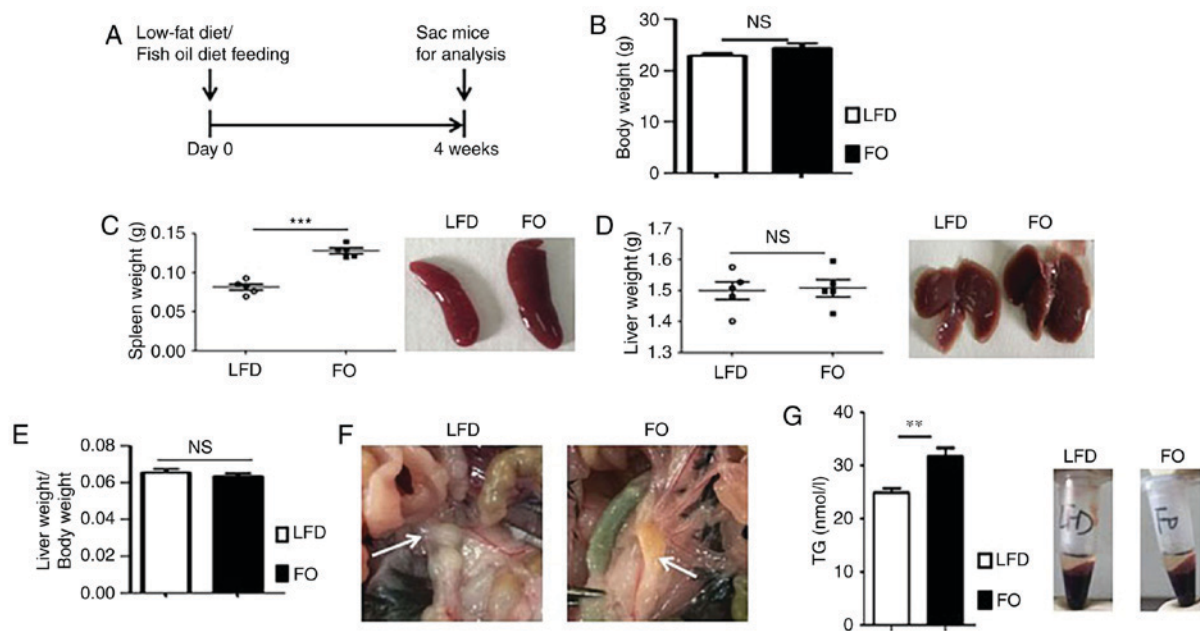 A
Low-fat diet/
Fish oil diet feeding
Sac mice
for analysis
Day 0
4 weeks
B
Body weight (g)
40
30
20
10
0
NS
LFD
FO
C
Spleen weight (g)
0.15
0.10
0.05
0.00
***
LFD
FO
LFD
FO
D
Liver weight (g)
1.7
1.6
1.5
1.4
1.3
NS
LFD
FO
LFD
FO
E
Liver weight/
Body weight
0.08
0.06
0.04
0.02
0.00
NS
LFD
FO
F
LFD
FO
G
TG (nmol/l)
40
30
20
10
0
**
LFD
FO
LFD
FO